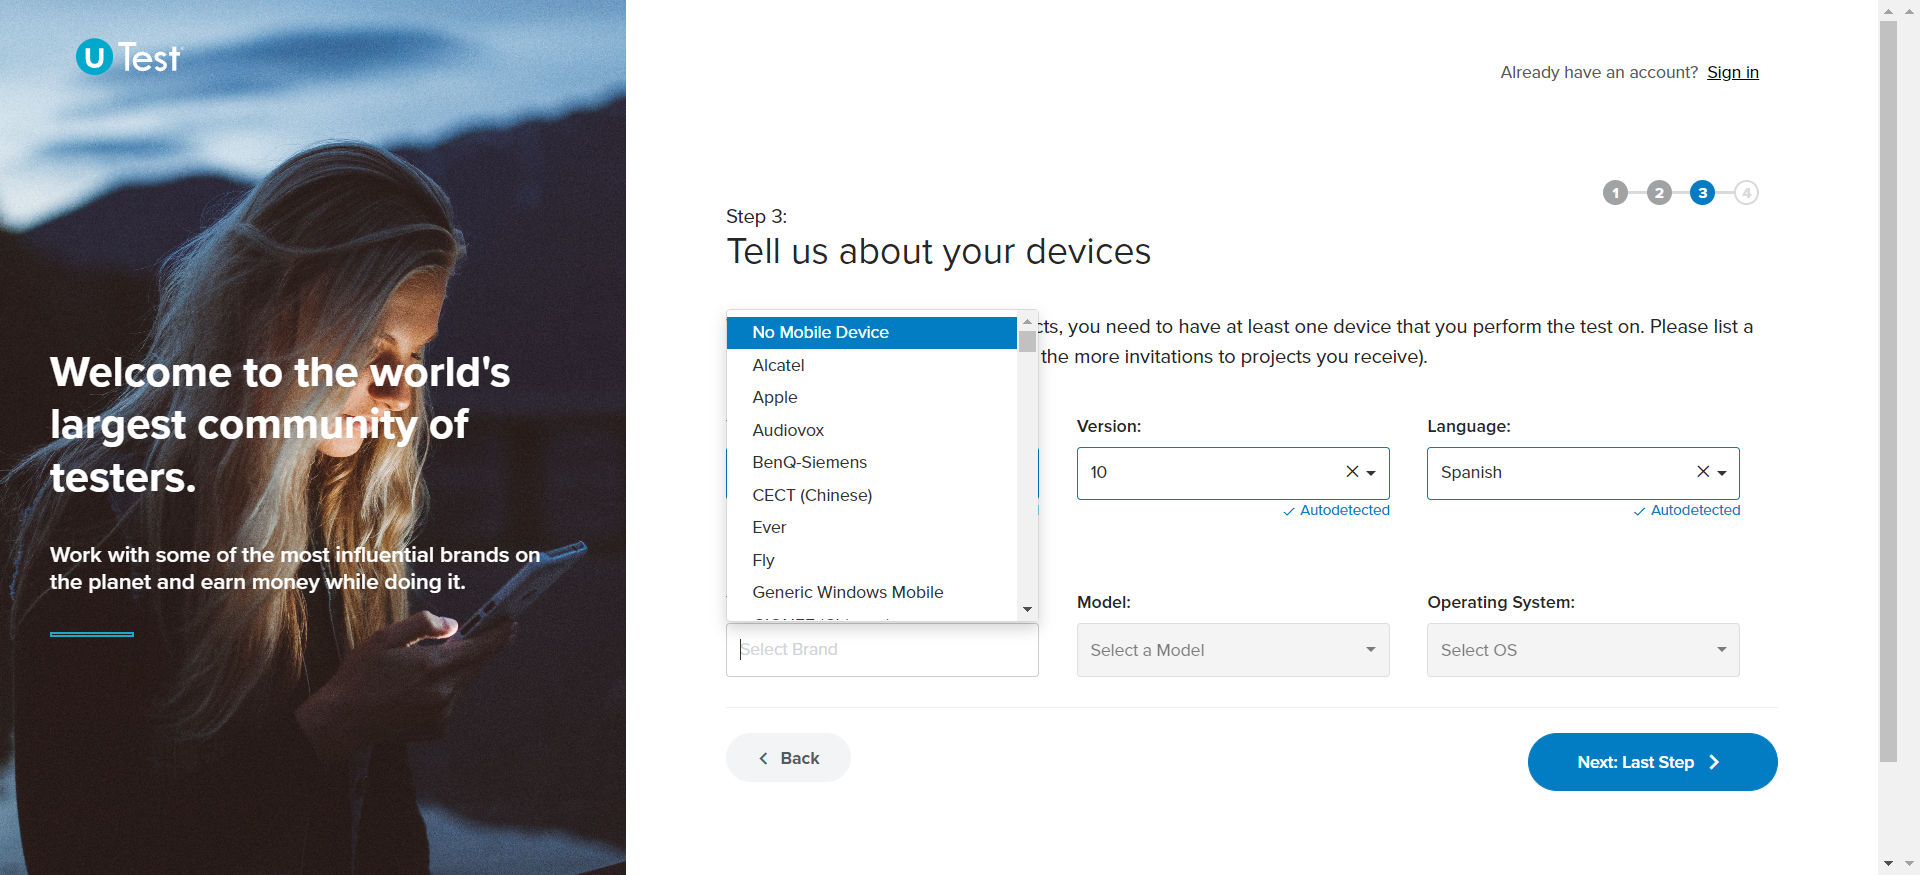 U Test
Welcome to the world's
largest community of
testers.
Work with some of the most influential brands on
the planet and earn money while doing it.
Already have an account? Sign in
1 2 3 4
Step 3:
Tell us about your devices
cts, you need to have at least one device that you perform the test on. Please list a
the more invitations to projects you receive).
No Mobile Device
Alcatel
Apple
Audiovox
BenQ-Siemens
CECT (Chinese)
Ever
Fly
Generic Windows Mobile
Version:
10
Autodetected
Language:
Spanish
Autodetected
Select Brand
Model:
Select a Model
Operating System:
Select OS
Back
Next: Last Step